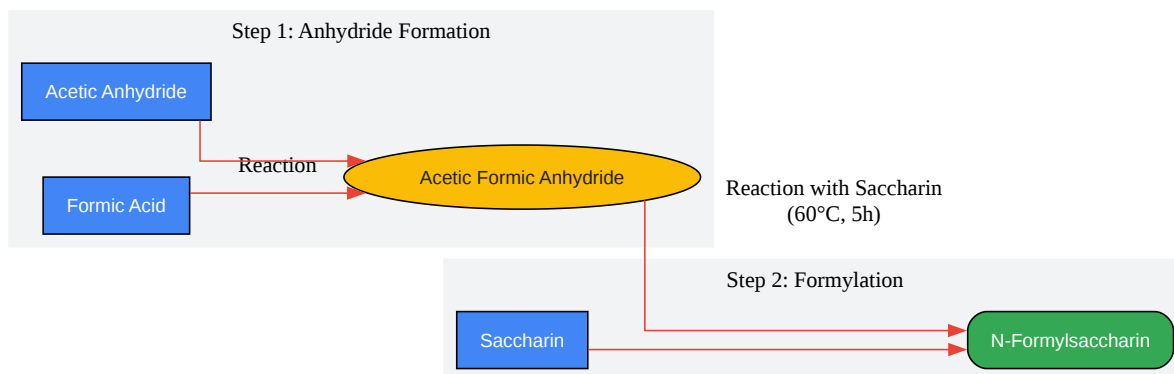 Step 1: Anhydride Formation
Acetic Anhydride
Reaction
Acetic Formic Anhydride
Formic Acid
Reaction with Saccharin
(60°C, 5h)
Step 2: Formylation
Saccharin
N-Formylsaccharin